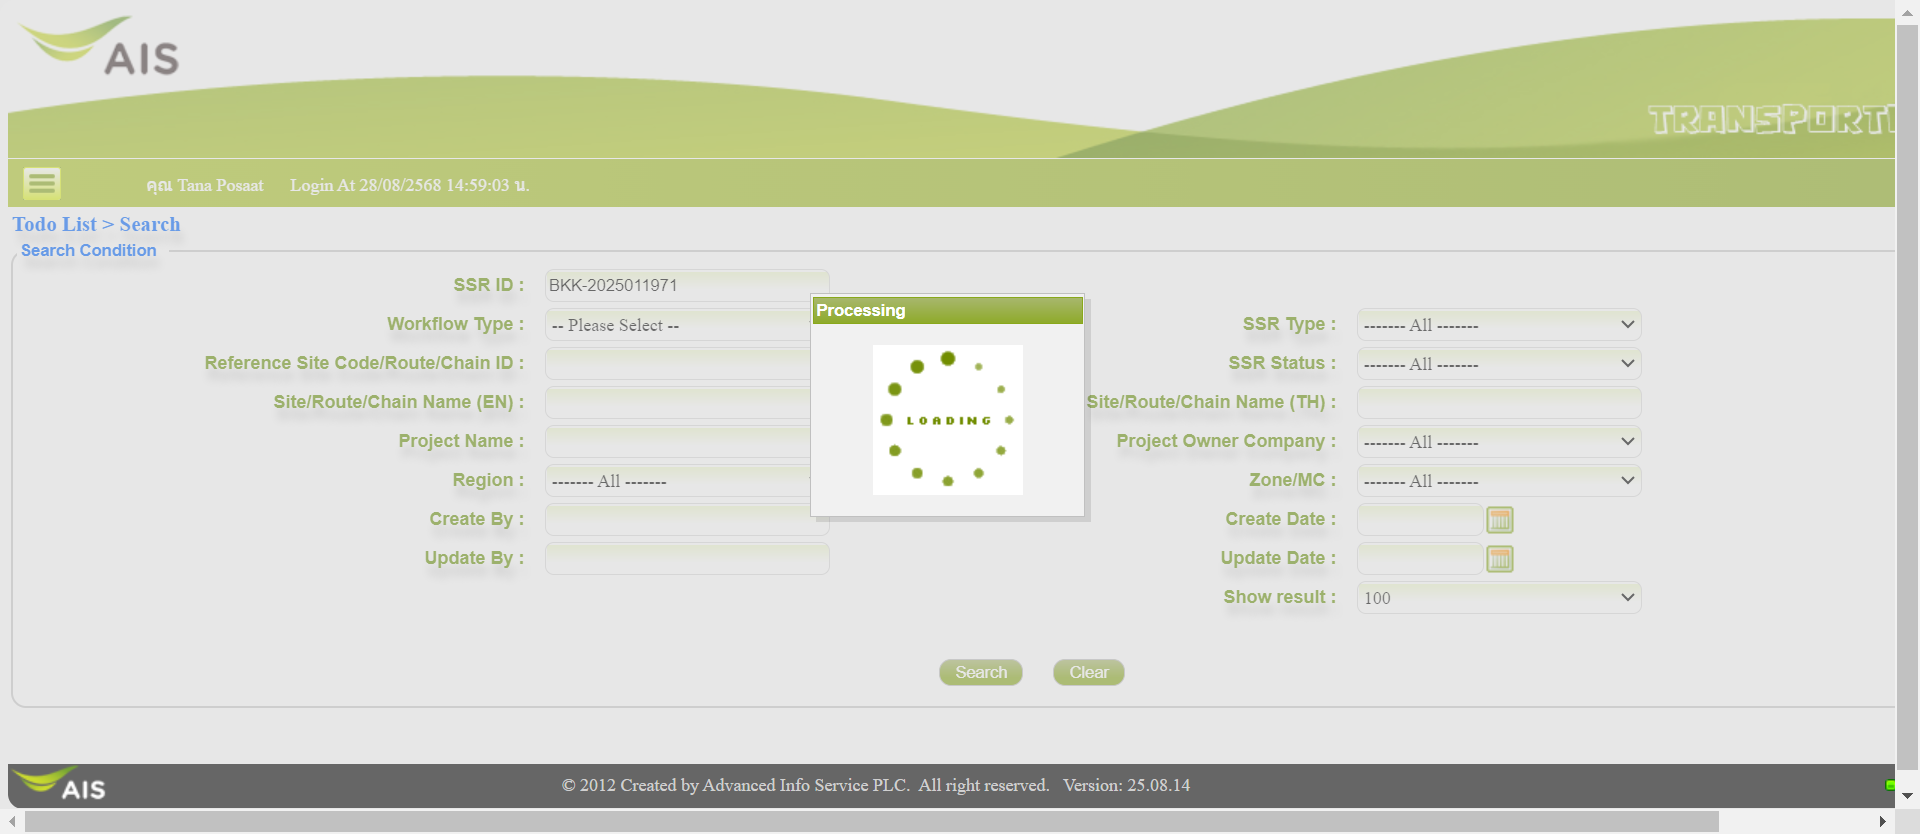 AIS
TRANSPORT
คุณ Tana Posaat Login At 28/08/2568 14:59:03 น.
Todo List > Search
Search Condition
SSR ID : BKK-2025011971
Processing
Workflow Type : -- Please Select -- SSR Type : ------- All -------
Reference Site Code/Route/Chain ID : SSR Status : ------- All -------
Site/Route/Chain Name (EN) : Site/Route/Chain Name (TH) :
LOADING
Project Name : Project Owner Company : ------- All -------
Region : ------- All ------- Zone/MC : ------- All -------
Create By : Create Date :
Update By : Update Date :
Show result : 100
Search Clear
AIS © 2012 Created by Advanced Info Service PLC. All right reserved. Version: 25.08.14